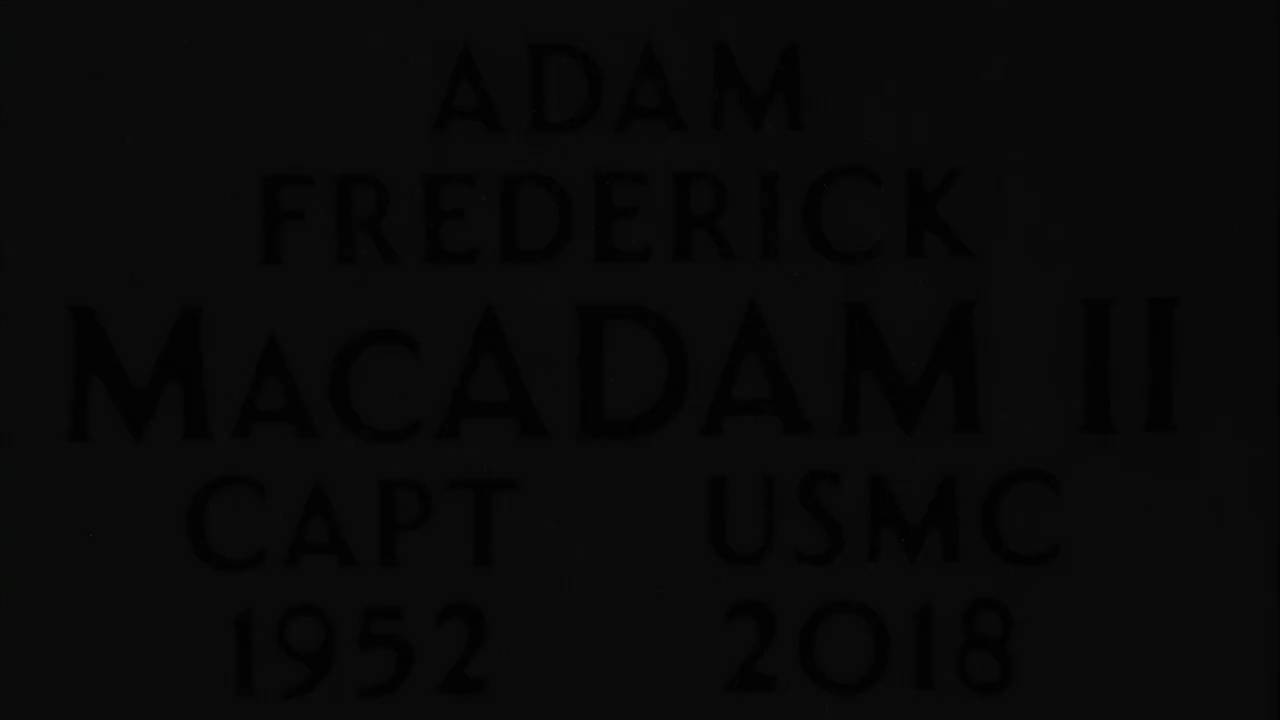 ADAM
FREDERICK
MACADAM II
CAPT USMC
1952 2018